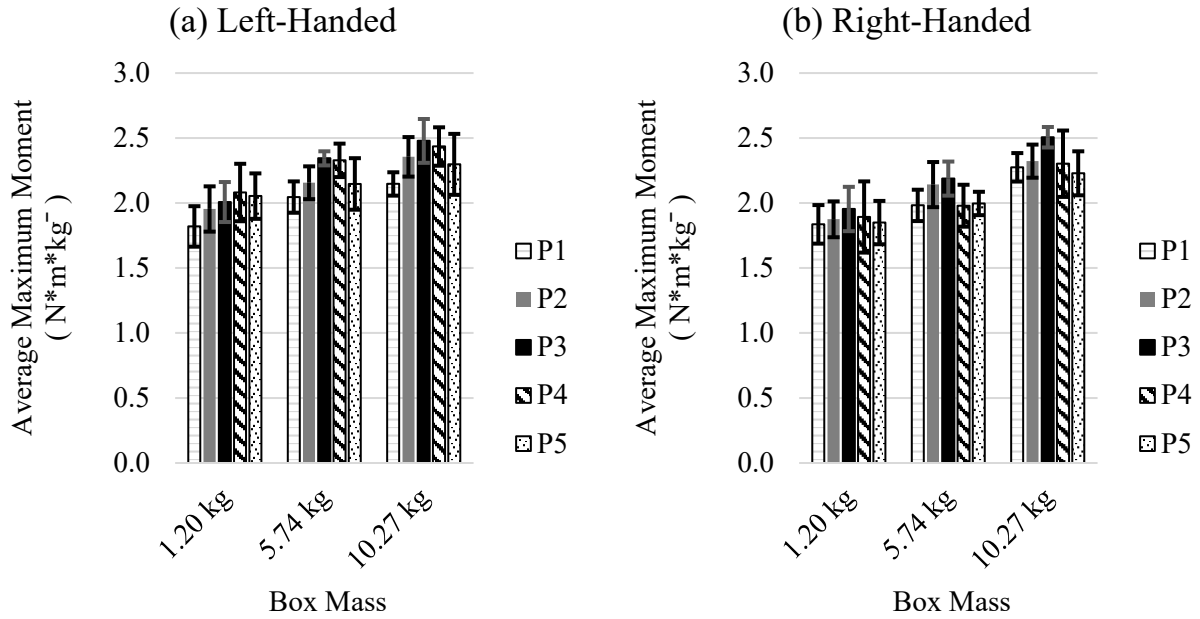 (a) Left-Handed
Average Maximum Moment
( N*m*kg⁻ )
3.0
2.5
2.0
1.5
1.0
0.5
0.0
1.20 kg
5.74 kg
10.27 kg
Box Mass
P1
P2
P3
P4
P5
(b) Right-Handed
Average Maximum Moment
( N*m*kg⁻ )
3.0
2.5
2.0
1.5
1.0
0.5
0.0
1.20 kg
5.74 kg
10.27 kg
Box Mass
P1
P2
P3
P4
P5